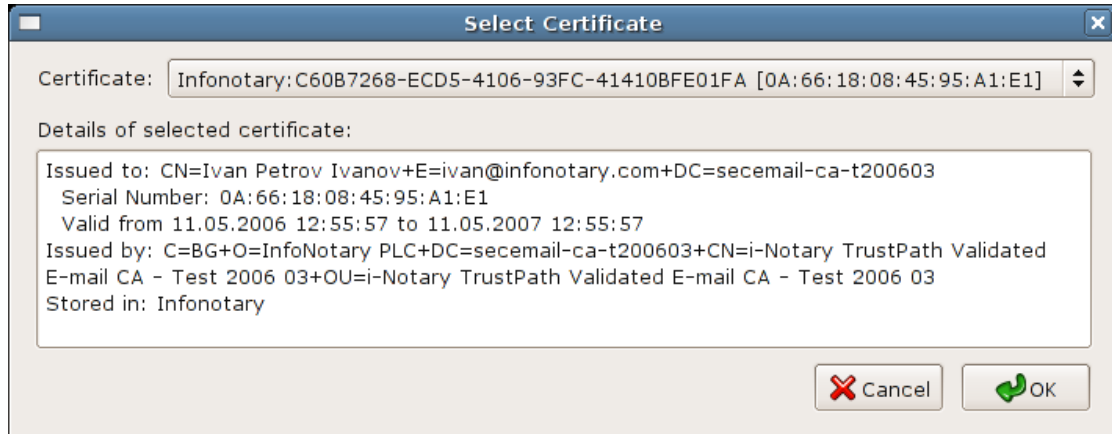 Select Certificate
Certificate: Infonotary:C60B7268-ECD5-4106-93FC-41410BFE01FA [0A:66:18:08:45:95:A1:E1]
Details of selected certificate:
Issued to: CN=Ivan Petrov Ivanov+E=ivan@infonotary.com+DC=secemail-ca-t200603
Serial Number: 0A:66:18:08:45:95:A1:E1
Valid from 11.05.2006 12:55:57 to 11.05.2007 12:55:57
Issued by: C=BG+O=InfoNotary PLC+DC=secemail-ca-t200603+CN=i-Notary TrustPath Validated
E-mail CA - Test 2006 03+OU=i-Notary TrustPath Validated E-mail CA - Test 2006 03
Stored in: Infonotary
Cancel OK